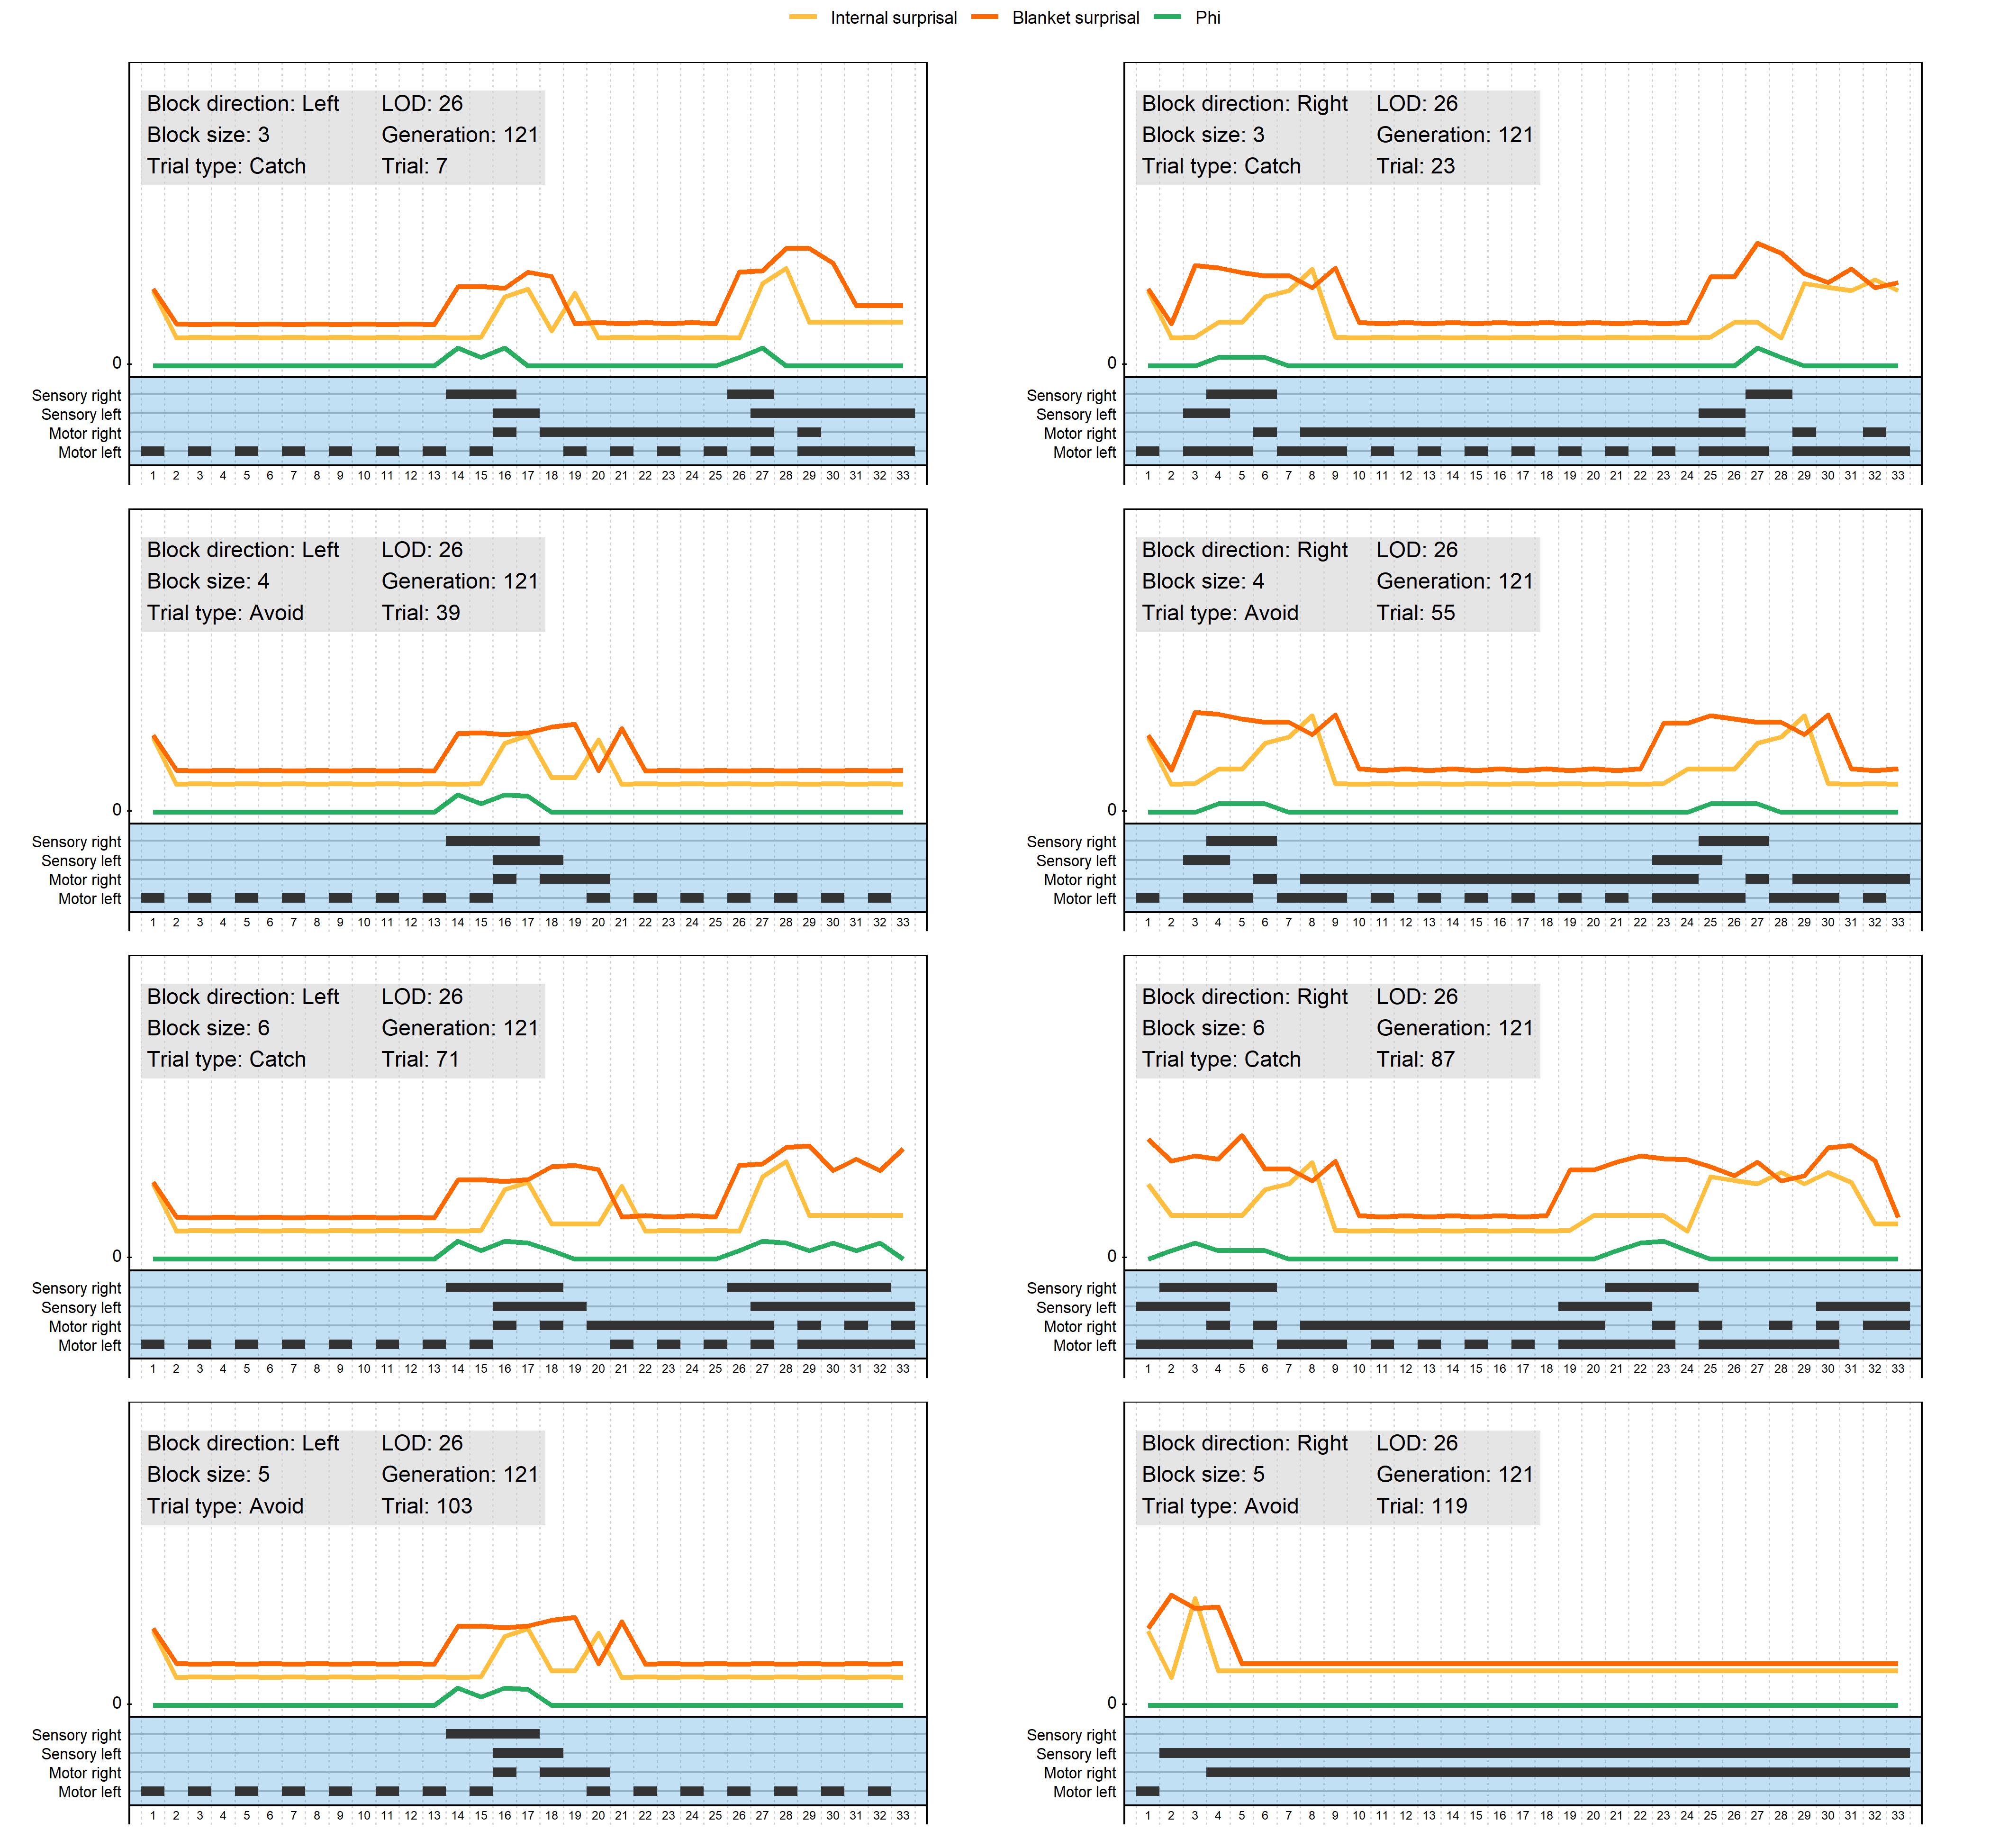 Internal surprisal Blanket surprisal Phi
Block direction: Left LOD: 26
Block size: 3 Generation: 121
Trial type: Catch Trial: 7
0
Sensory right
Sensory left
Motor right
Motor left
1 2 3 4 5 6 7 8 9 10 11 12 13 14 15 16 17 18 19 20 21 22 23 24 25 26 27 28 29 30 31 32 33
Block direction: Right LOD: 26
Block size: 3 Generation: 121
Trial type: Catch Trial: 23
0
Sensory right
Sensory left
Motor right
Motor left
1 2 3 4 5 6 7 8 9 10 11 12 13 14 15 16 17 18 19 20 21 22 23 24 25 26 27 28 29 30 31 32 33
Block direction: Left LOD: 26
Block size: 4 Generation: 121
Trial type: Avoid Trial: 39
0
Sensory right
Sensory left
Motor right
Motor left
1 2 3 4 5 6 7 8 9 10 11 12 13 14 15 16 17 18 19 20 21 22 23 24 25 26 27 28 29 30 31 32 33
Block direction: Right LOD: 26
Block size: 4 Generation: 121
Trial type: Avoid Trial: 55
0
Sensory right
Sensory left
Motor right
Motor left
1 2 3 4 5 6 7 8 9 10 11 12 13 14 15 16 17 18 19 20 21 22 23 24 25 26 27 28 29 30 31 32 33
Block direction: Left LOD: 26
Block size: 6 Generation: 121
Trial type: Catch Trial: 71
0
Sensory right
Sensory left
Motor right
Motor left
1 2 3 4 5 6 7 8 9 10 11 12 13 14 15 16 17 18 19 20 21 22 23 24 25 26 27 28 29 30 31 32 33
Block direction: Right LOD: 26
Block size: 6 Generation: 121
Trial type: Catch Trial: 87
0
Sensory right
Sensory left
Motor right
Motor left
1 2 3 4 5 6 7 8 9 10 11 12 13 14 15 16 17 18 19 20 21 22 23 24 25 26 27 28 29 30 31 32 33
Block direction: Left LOD: 26
Block size: 5 Generation: 121
Trial type: Avoid Trial: 103
0
Sensory right
Sensory left
Motor right
Motor left
1 2 3 4 5 6 7 8 9 10 11 12 13 14 15 16 17 18 19 20 21 22 23 24 25 26 27 28 29 30 31 32 33
Block direction: Right LOD: 26
Block size: 5 Generation: 121
Trial type: Avoid Trial: 119
0
Sensory right
Sensory left
Motor right
Motor left
1 2 3 4 5 6 7 8 9 10 11 12 13 14 15 16 17 18 19 20 21 22 23 24 25 26 27 28 29 30 31 32 33